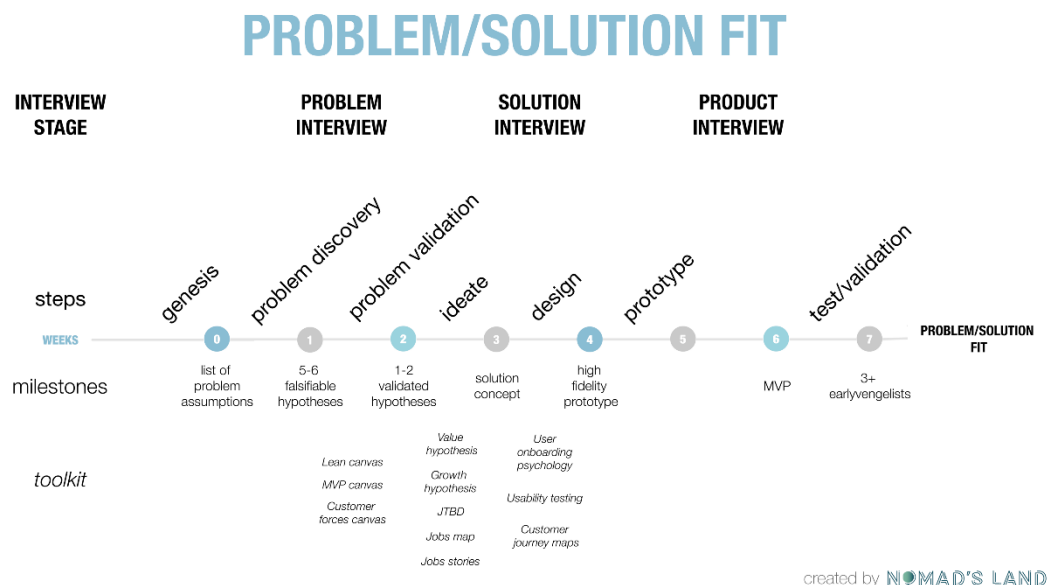 PROBLEM/SOLUTION FIT
INTERVIEW
STAGE
PROBLEM
INTERVIEW
SOLUTION
INTERVIEW
PRODUCT
INTERVIEW
steps
genesis
problem discovery
problem validation
ideate
design
prototype
test/validation
WEEKS
0
1
2
3
4
5
6
7
PROBLEM/SOLUTION
FIT
milestones
list of
problem
assumptions
5-6
falsifiable
hypotheses
1-2
validated
hypotheses
solution
concept
high
fidelity
prototype
MVP
3+
earlyvengelists
toolkit
Lean canvas
MVP canvas
Customer
forces canvas
Value
hypothesis
Growth
hypothesis
JTBD
Jobs map
Jobs stories
User
onboarding
psychology
Usability testing
Customer
journey maps
created by NOMAD'S LAND